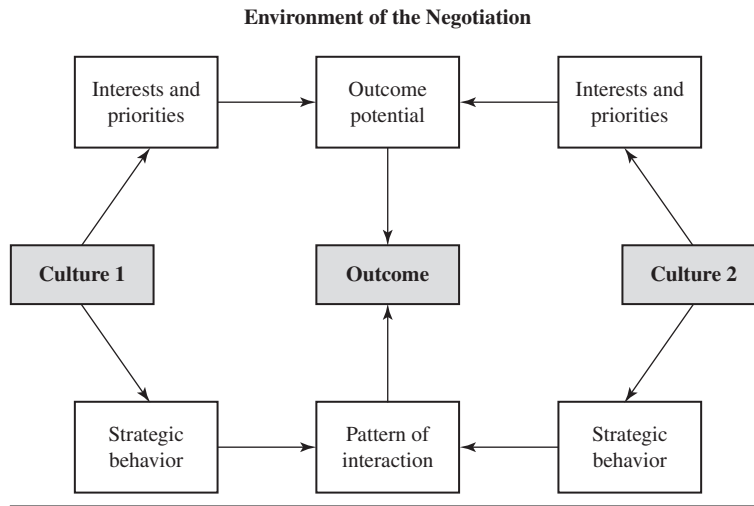 Environment of the Negotiation
Interests and
priorities
Outcome
potential
Interests and
priorities
Culture 1
Outcome
Culture 2
Strategic
behavior
Pattern of
interaction
Strategic
behavior